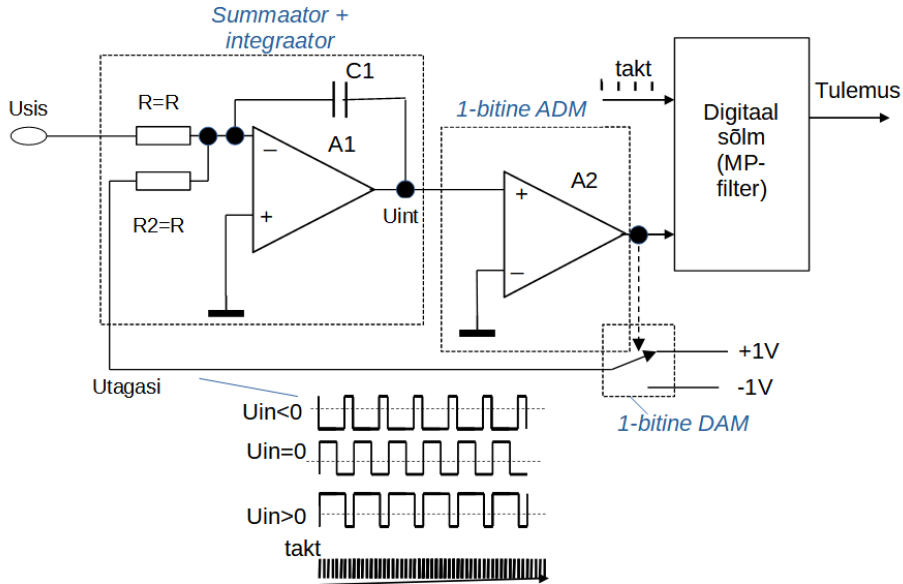 Summaator +
integraator
C1
takt
Usis
R=R
1-bitine ADM
Digitaal
sõlm
(MP-
filter)
Tulemus
−
A1
A2
+
R2=R
+
Uint
−
+1V
Utagasi
-1V
Uin<0
1-bitine DAM
Uin=0
Uin>0
takt